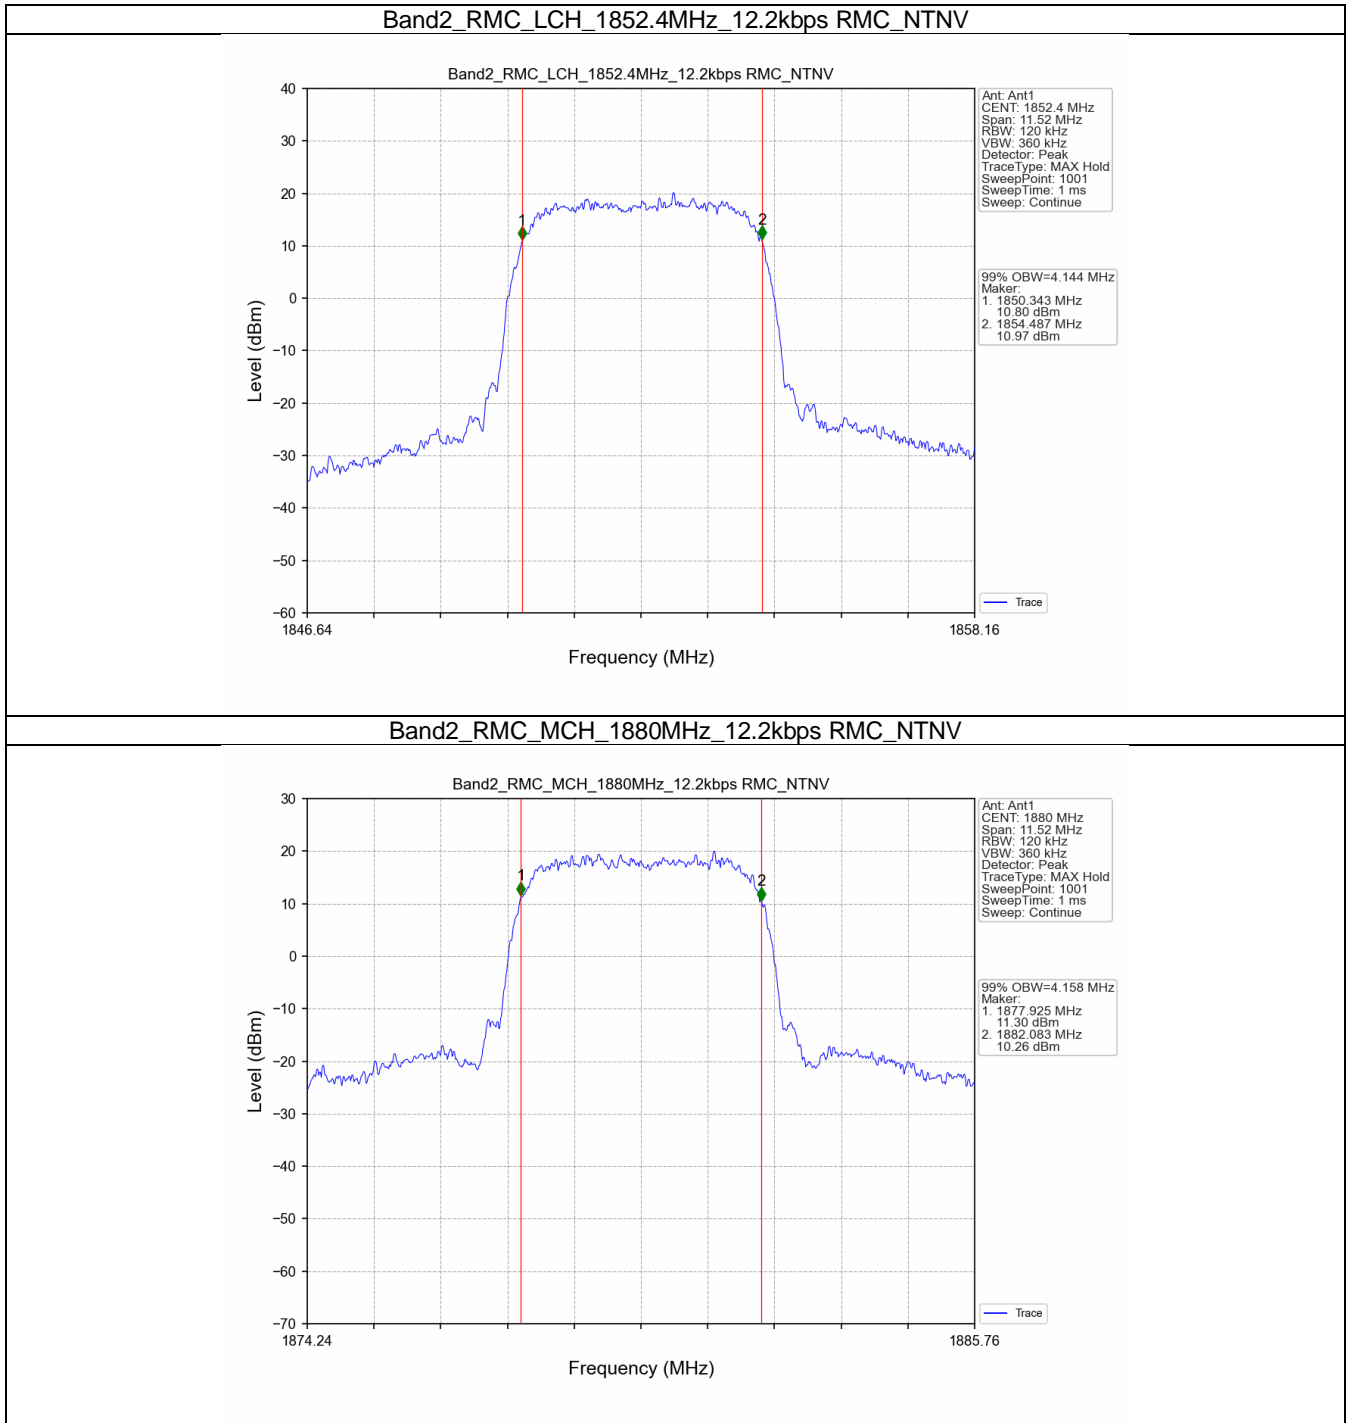 Band2_RMC_LCH_1852.4MHz_12.2kbps RMC_NTNV
Band2_RMC_LCH_1852.4MHz_12.2kbps RMC_NTNV
40
30
20
10
0
−10
−20
−30
−40
−50
−60
Level (dBm)
1
2
1846.64
1858.16
Frequency (MHz)
Ant: Ant1
CENT: 1852.4 MHz
Span: 11.52 MHz
RBW: 120 kHz
VBW: 360 kHz
Detector: Peak
TraceType: MAX Hold
SweepPoint: 1001
SweepTime: 1 ms
Sweep: Continue
99% OBW=4.144 MHz
Maker:
1. 1850.343 MHz
10.80 dBm
2. 1854.487 MHz
10.97 dBm
Trace
Band2_RMC_MCH_1880MHz_12.2kbps RMC_NTNV
Band2_RMC_MCH_1880MHz_12.2kbps RMC_NTNV
30
20
10
0
−10
−20
−30
−40
−50
−60
−70
Level (dBm)
1
2
1874.24
1885.76
Frequency (MHz)
Ant: Ant1
CENT: 1880 MHz
Span: 11.52 MHz
RBW: 120 kHz
VBW: 360 kHz
Detector: Peak
TraceType: MAX Hold
SweepPoint: 1001
SweepTime: 1 ms
Sweep: Continue
99% OBW=4.158 MHz
Maker:
1. 1877.925 MHz
11.30 dBm
2. 1882.083 MHz
10.26 dBm
Trace